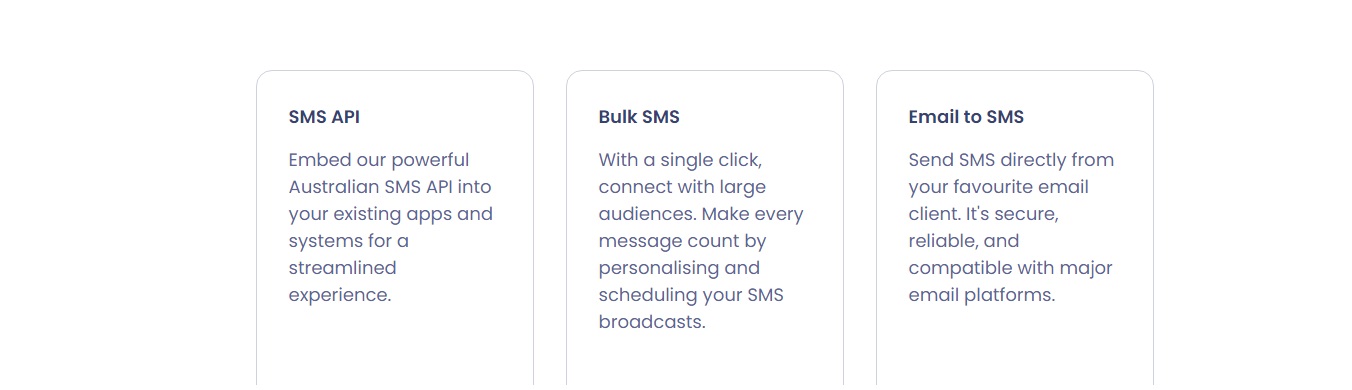 SMS API
Embed our powerful
Australian SMS API into
your existing apps and
systems for a
streamlined
experience.
Bulk SMS
With a single click,
connect with large
audiences. Make every
message count by
personalising and
scheduling your SMS
broadcasts.
Email to SMS
Send SMS directly from
your favourite email
client. It's secure,
reliable, and
compatible with major
email platforms.